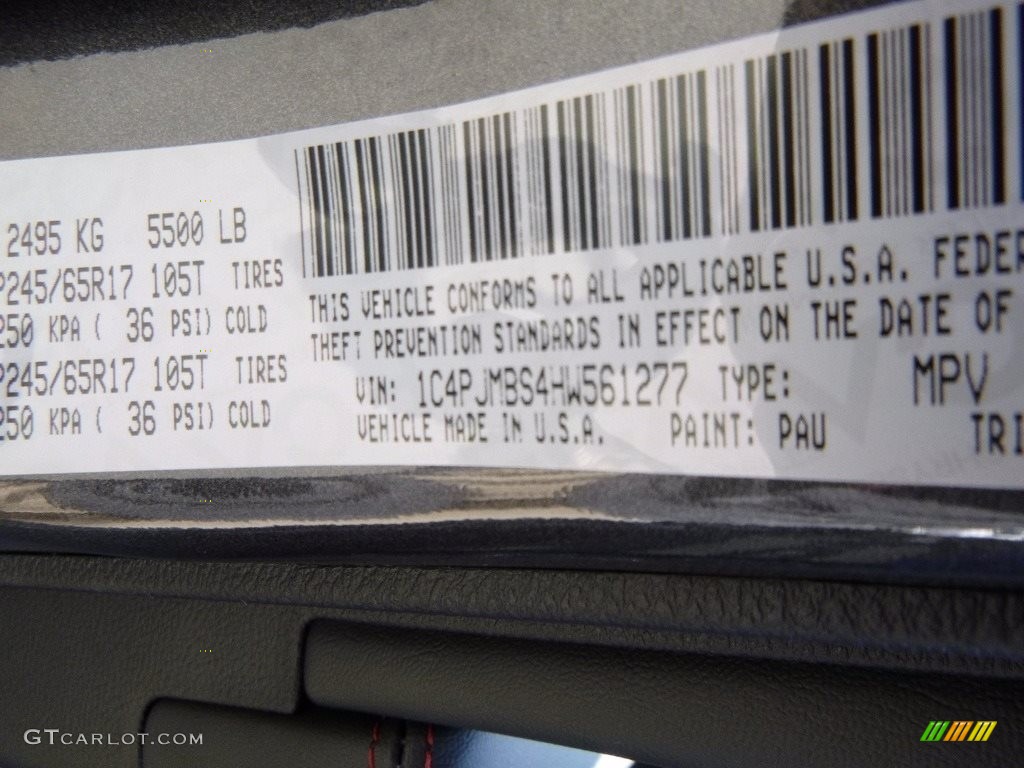 2495 KG 5500 LB
P245/65R17 105T TIRES
250 KPA ( 36 PSI) COLD
P245/65R17 105T TIRES
250 KPA ( 36 PSI) COLD
THIS VEHICLE CONFORMS TO ALL APPLICABLE U.S.A. FEDER
THEFT PREVENTION STANDARDS IN EFFECT ON THE DATE OF
VIN: 1C4PJMBS4HW561277 TYPE: MPV
VEHICLE MADE IN U.S.A. PAINT: PAU TRI
GTCARLOT.COM